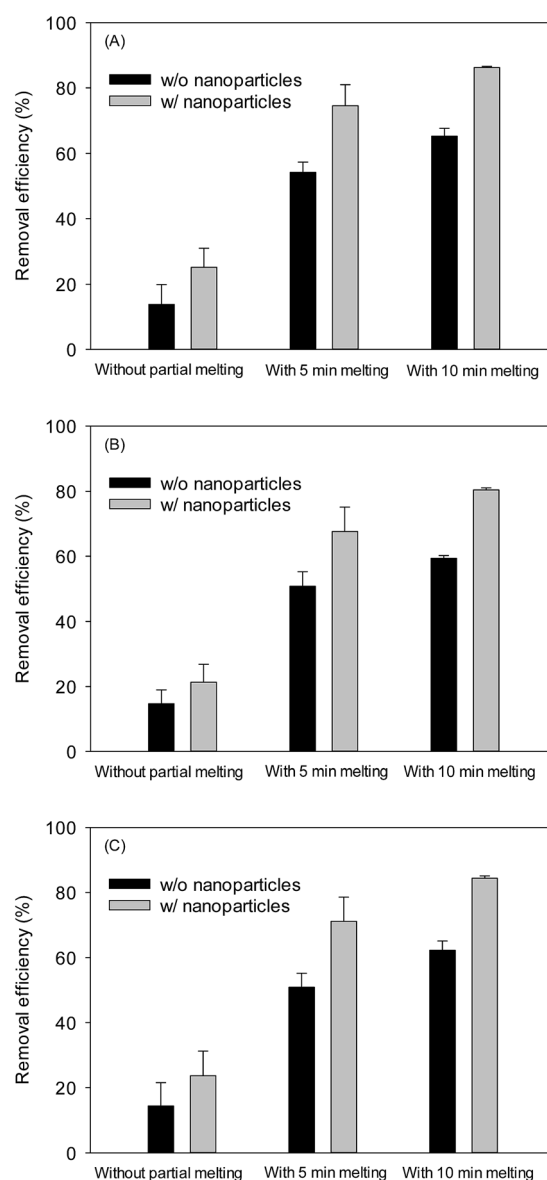 (A)
w/o nanoparticles
w/ nanoparticles
Removal efficiency (%)
100
80
60
40
20
0
Without partial melting With 5 min melting With 10 min melting
(B)
w/o nanoparticles
w/ nanoparticles
Removal efficiency (%)
100
80
60
40
20
0
Without partial melting With 5 min melting With 10 min melting
(C)
w/o nanoparticles
w/ nanoparticles
Removal efficiency (%)
100
80
60
40
20
0
Without partial melting With 5 min melting With 10 min melting